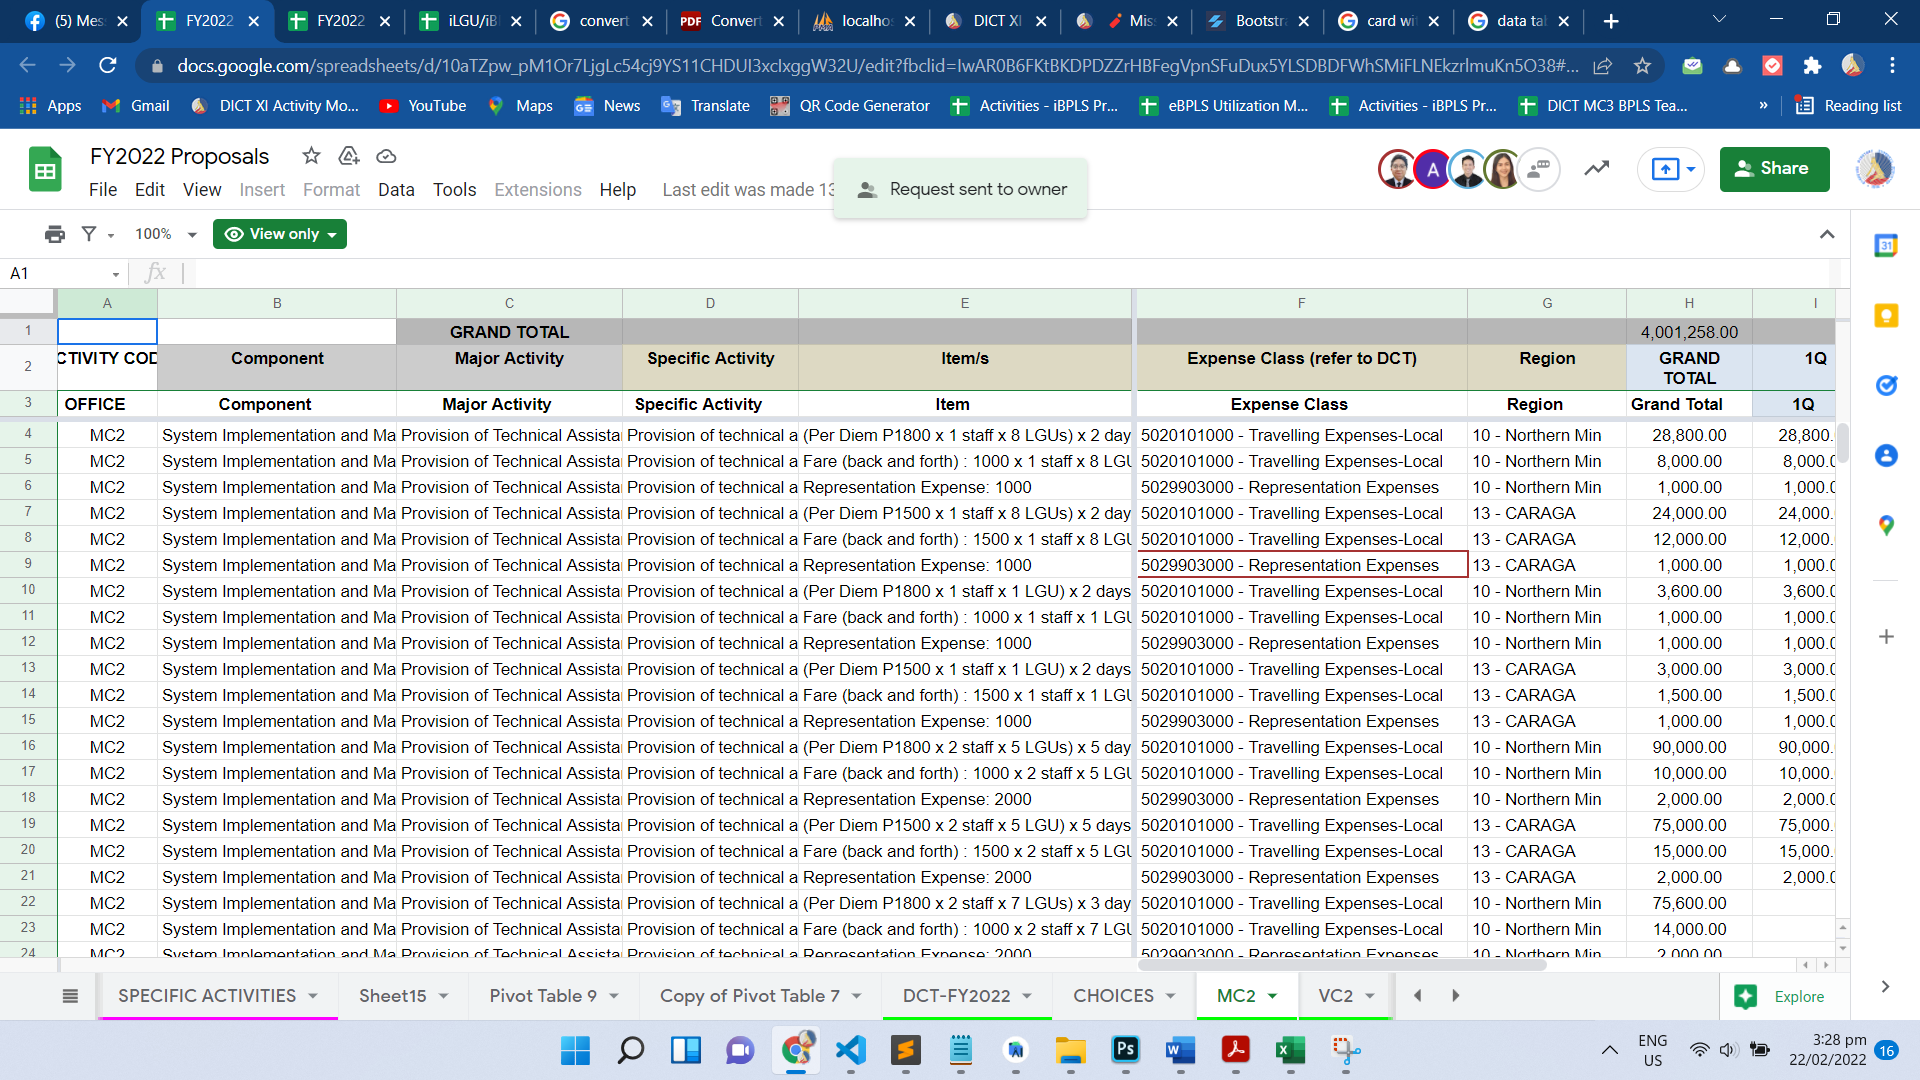 (5) Mes
FY2022
FY2022
iLGU/iB
convert
PDF Convert
localho
DICT XI
Mis
Bootstr
card wi
data ta
docs.google.com/spreadsheets/d/10aTZpw_pM1Or7LjgLc54cj9YS11CHDUI3xclxggW32U/edit?fbclid=IwAR0B6FKtBKDPDZZrHBFegVpnSFuDux5YLSDBDFWhSMiFLNEkzrlmuKn5O38#...
Apps Gmail DICT XI Activity Mo... YouTube Maps News Translate QR Code Generator Activities - iBPLS Pr... eBPLS Utilization M... Activities - iBPLS Pr... DICT MC3 BPLS Tea... » Reading list
FY2022 Proposals
File Edit View Insert Format Data Tools Extensions Help Last edit was made 13
Request sent to owner
A
Share
100% View only
A1 fx
A B C D E F G H I
1 GRAND TOTAL 4,001,258.00
2 CTIVITY COD Component Major Activity Specific Activity Item/s Expense Class (refer to DCT) Region GRAND TOTAL 1Q
3 OFFICE Component Major Activity Specific Activity Item Expense Class Region Grand Total 1Q
4 MC2 System Implementation and Ma Provision of Technical Assista Provision of technical a (Per Diem P1800 x 1 staff x 8 LGUs) x 2 day 5020101000 - Travelling Expenses-Local 10 - Northern Min 28,800.00 28,800.
5 MC2 System Implementation and Ma Provision of Technical Assista Provision of technical a Fare (back and forth) : 1000 x 1 staff x 8 LGU 5020101000 - Travelling Expenses-Local 10 - Northern Min 8,000.00 8,000.0
6 MC2 System Implementation and Ma Provision of Technical Assista Provision of technical a Representation Expense: 1000 5029903000 - Representation Expenses 10 - Northern Min 1,000.00 1,000.0
7 MC2 System Implementation and Ma Provision of Technical Assista Provision of technical a (Per Diem P1500 x 1 staff x 8 LGUs) x 2 day 5020101000 - Travelling Expenses-Local 13 - CARAGA 24,000.00 24,000.
8 MC2 System Implementation and Ma Provision of Technical Assista Provision of technical a Fare (back and forth) : 1500 x 1 staff x 8 LGU 5020101000 - Travelling Expenses-Local 13 - CARAGA 12,000.00 12,000.
9 MC2 System Implementation and Ma Provision of Technical Assista Provision of technical a Representation Expense: 1000 5029903000 - Representation Expenses 13 - CARAGA 1,000.00 1,000.0
10 MC2 System Implementation and Ma Provision of Technical Assista Provision of technical a (Per Diem P1800 x 1 staff x 1 LGU) x 2 days 5020101000 - Travelling Expenses-Local 10 - Northern Min 3,600.00 3,600.0
11 MC2 System Implementation and Ma Provision of Technical Assista Provision of technical a Fare (back and forth) : 1000 x 1 staff x 1 LGU 5020101000 - Travelling Expenses-Local 10 - Northern Min 1,000.00 1,000.0
12 MC2 System Implementation and Ma Provision of Technical Assista Provision of technical a Representation Expense: 1000 5029903000 - Representation Expenses 10 - Northern Min 1,000.00 1,000.0
13 MC2 System Implementation and Ma Provision of Technical Assista Provision of technical a (Per Diem P1500 x 1 staff x 1 LGU) x 2 days 5020101000 - Travelling Expenses-Local 13 - CARAGA 3,000.00 3,000.0
14 MC2 System Implementation and Ma Provision of Technical Assista Provision of technical a Fare (back and forth) : 1500 x 1 staff x 1 LGU 5020101000 - Travelling Expenses-Local 13 - CARAGA 1,500.00 1,500.0
15 MC2 System Implementation and Ma Provision of Technical Assista Provision of technical a Representation Expense: 1000 5029903000 - Representation Expenses 13 - CARAGA 1,000.00 1,000.0
16 MC2 System Implementation and Ma Provision of Technical Assista Provision of technical a (Per Diem P1800 x 2 staff x 5 LGUs) x 5 day 5020101000 - Travelling Expenses-Local 10 - Northern Min 90,000.00 90,000.
17 MC2 System Implementation and Ma Provision of Technical Assista Provision of technical a Fare (back and forth) : 1000 x 2 staff x 5 LGU 5020101000 - Travelling Expenses-Local 10 - Northern Min 10,000.00 10,000.
18 MC2 System Implementation and Ma Provision of Technical Assista Provision of technical a Representation Expense: 2000 5029903000 - Representation Expenses 10 - Northern Min 2,000.00 2,000.0
19 MC2 System Implementation and Ma Provision of Technical Assista Provision of technical a (Per Diem P1500 x 2 staff x 5 LGU) x 5 days 5020101000 - Travelling Expenses-Local 13 - CARAGA 75,000.00 75,000.
20 MC2 System Implementation and Ma Provision of Technical Assista Provision of technical a Fare (back and forth) : 1500 x 2 staff x 5 LGU 5020101000 - Travelling Expenses-Local 13 - CARAGA 15,000.00 15,000.
21 MC2 System Implementation and Ma Provision of Technical Assista Provision of technical a Representation Expense: 2000 5029903000 - Representation Expenses 13 - CARAGA 2,000.00 2,000.0
22 MC2 System Implementation and Ma Provision of Technical Assista Provision of technical a (Per Diem P1800 x 2 staff x 7 LGUs) x 3 day 5020101000 - Travelling Expenses-Local 10 - Northern Min 75,600.00
23 MC2 System Implementation and Ma Provision of Technical Assista Provision of technical a Fare (back and forth) : 1000 x 2 staff x 7 LGU 5020101000 - Travelling Expenses-Local 10 - Northern Min 14,000.00
24 MC2 System Implementation and Ma Provision of Technical Assista Provision of technical a Representation Expense: 2000 5029903000 - Representation Expenses 10 - Northern Min 2,000.00
SPECIFIC ACTIVITIES Sheet15 Pivot Table 9 Copy of Pivot Table 7 DCT-FY2022 CHOICES MC2 VC2 Explore
31
Ps
ENG
US
3:28 pm
22/02/2022
16